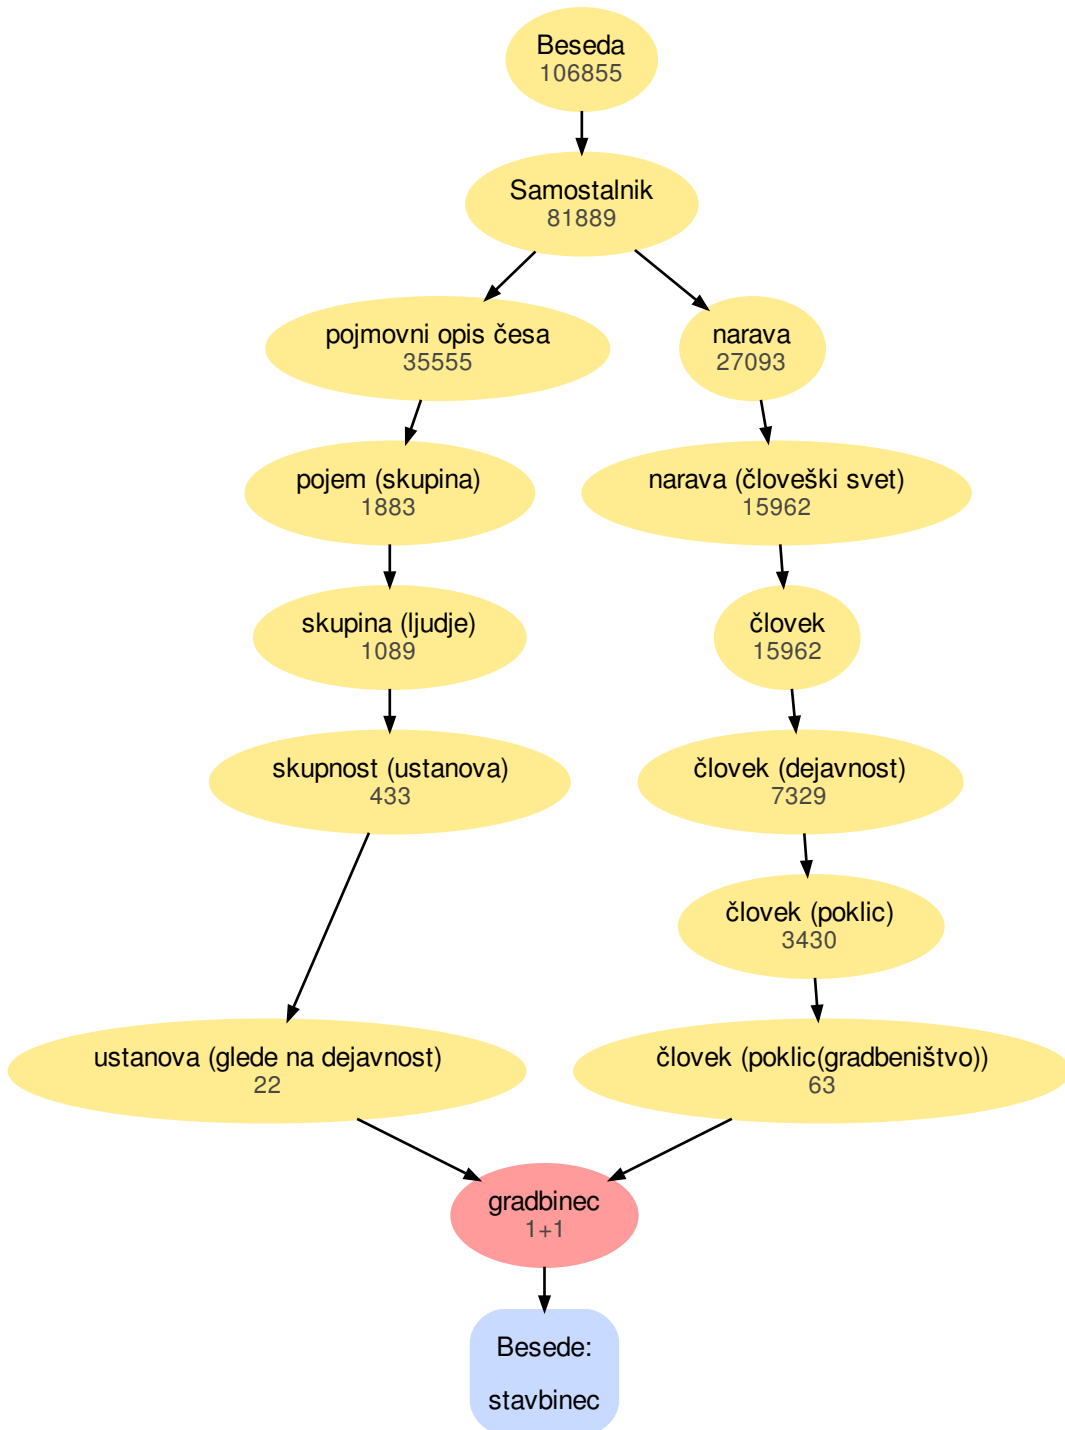 Beseda
106855
Samostalnik
81889
pojmovni opis česa
35555
narava
27093
pojem (skupina)
1883
narava (človeški svet)
15962
skupina (ljudje)
1089
človek
15962
skupnost (ustanova)
433
človek (dejavnost)
7329
človek (poklic)
3430
ustanova (glede na dejavnost)
22
človek (poklic(gradbeništvo))
63
gradbinec
1+1
Besede:
stavbinec